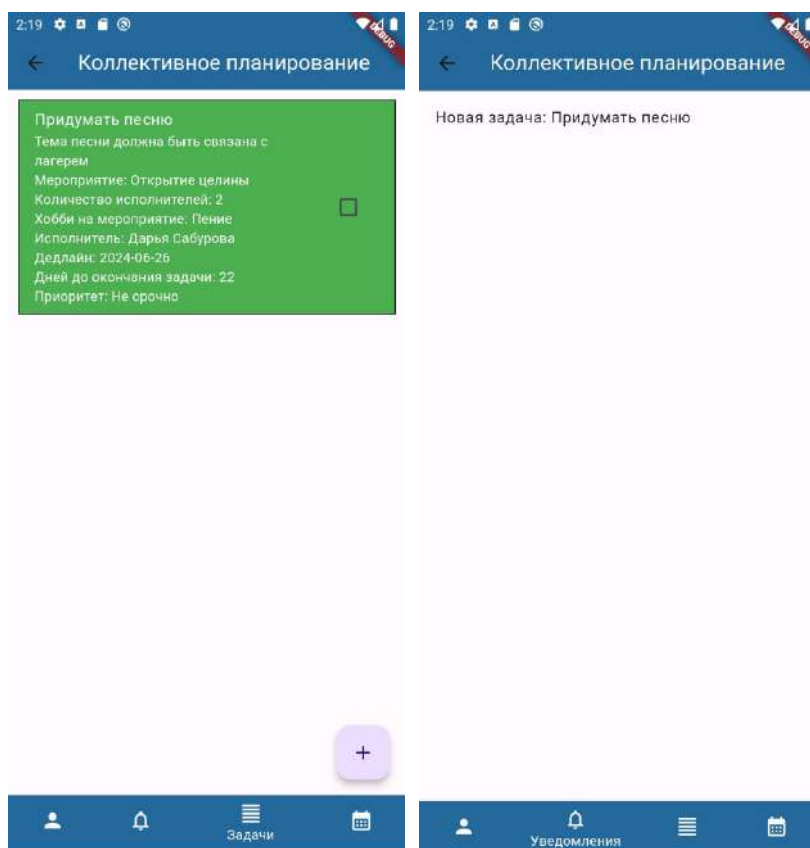 2:19
DEBUG
Коллективное планирование
Придумать песню
Тема песни должна быть связана с
лагерем
Мероприятие: Открытие целины
Количество исполнителей: 2
Хобби на мероприятие: Пение
Исполнитель: Дарья Сабурова
Дедлайн: 2024-06-26
Дней до окончания задачи: 22
Приоритет: Не срочно
+
Задачи
2:19
DEBUG
Коллективное планирование
Новая задача: Придумать песню
Уведомления